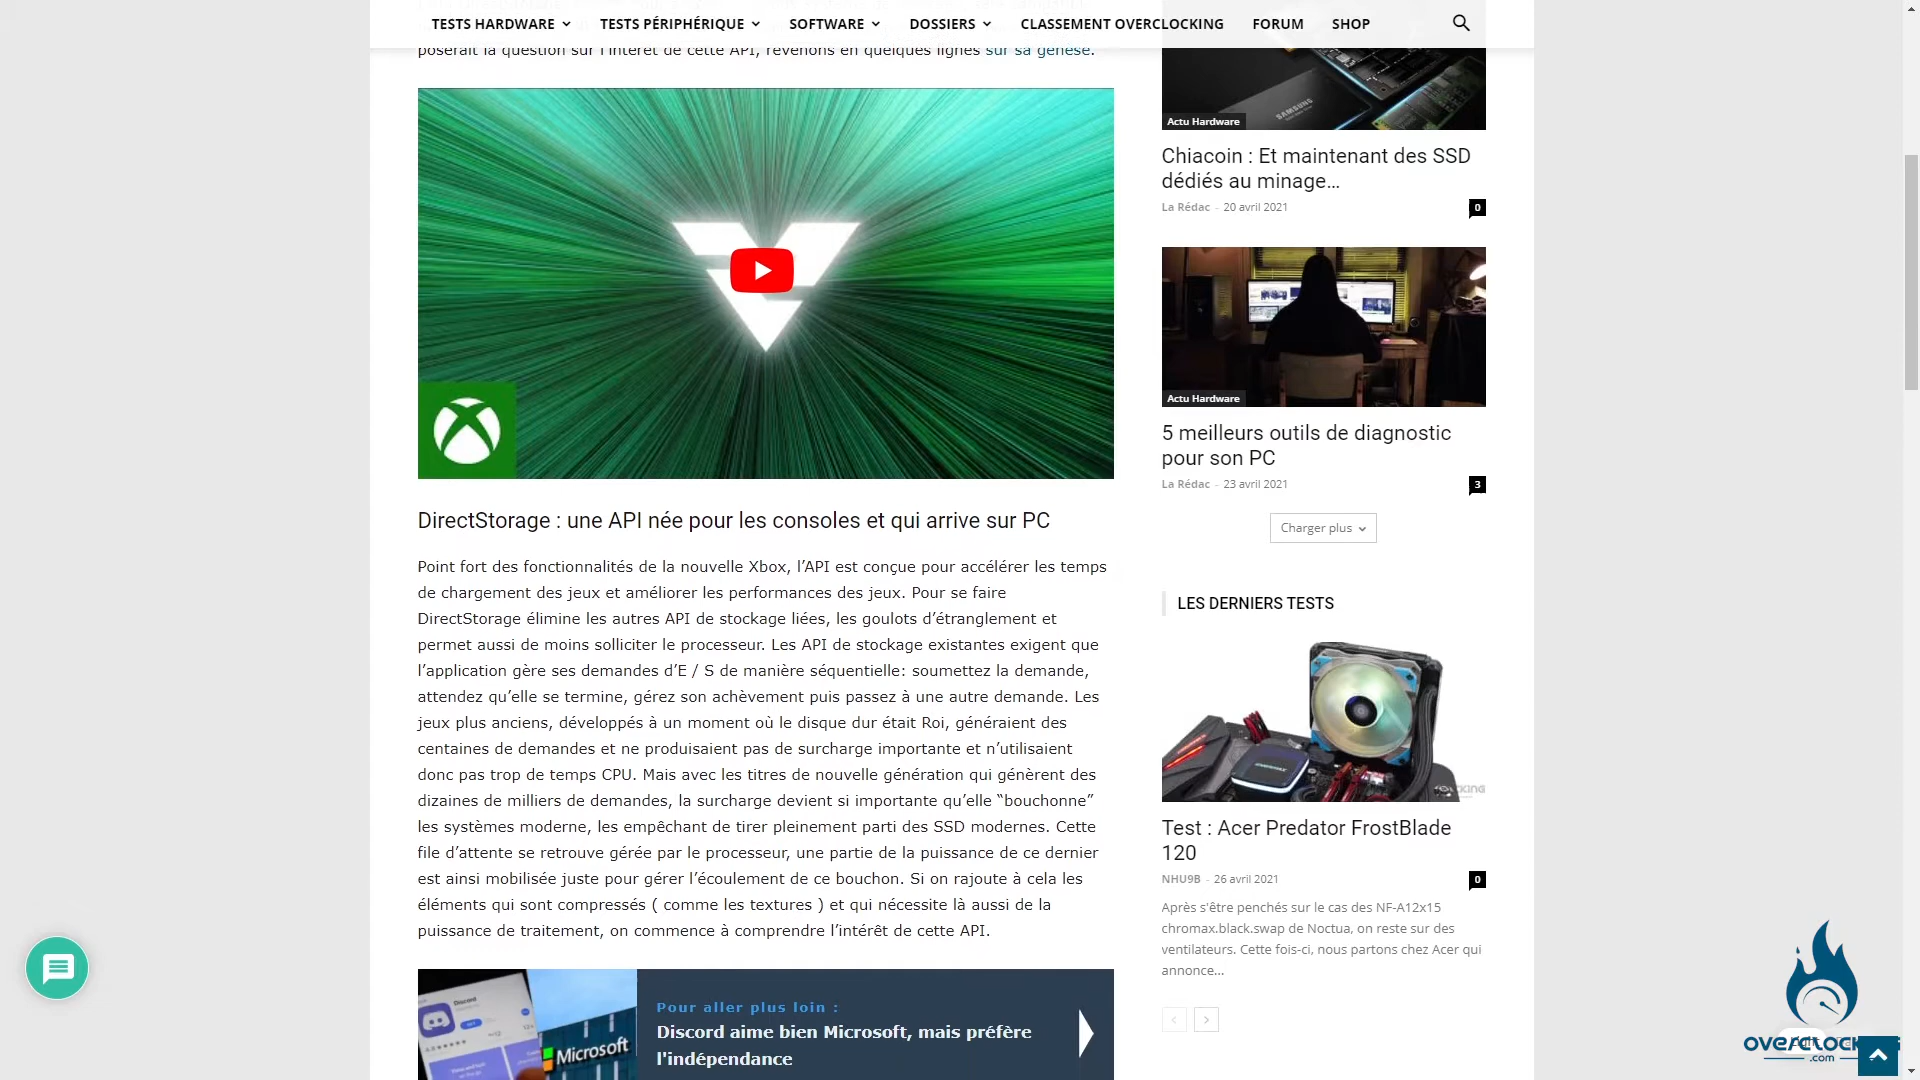 TESTS HARDWARE
TESTS PÉRIPHÉRIQUE
SOFTWARE
DOSSIERS
CLASSEMENT OVERCLOCKING
FORUM
SHOP
poserait la question sur l'intérêt de cette API, revenons en quelques lignes sur sa genèse.
DirectStorage : une API née pour les consoles et qui arrive sur PC
Point fort des fonctionnalités de la nouvelle Xbox, l’API est conçue pour accélérer les temps
de chargement des jeux et améliorer les performances des jeux. Pour se faire
DirectStorage élimine les autres API de stockage liées, les goulots d’étranglement et
permet aussi de moins solliciter le processeur. Les API de stockage existantes exigent que
l’application gère ses demandes d’E / S de manière séquentielle: soumettez la demande,
attendez qu’elle se termine, gérez son achèvement puis passez à une autre demande. Les
jeux plus anciens, développés à un moment où le disque dur était Roi, généraient des
centaines de demandes et ne produisaient pas de surcharge importante et n’utilisaient
donc pas trop de temps CPU. Mais avec les titres de nouvelle génération qui génèrent des
dizaines de milliers de demandes, la surcharge devient si importante qu’elle “bouchonne”
les systèmes moderne, les empêchant de tirer pleinement parti des SSD modernes. Cette
file d’attente se retrouve gérée par le processeur, une partie de la puissance de ce dernier
est ainsi mobilisée juste pour gérer l’écoulement de ce bouchon. Si on rajoute à cela les
éléments qui sont compressés ( comme les textures ) et qui nécessite là aussi de la
puissance de traitement, on commence à comprendre l’intérêt de cette API.
Discord
Microsoft
Pour aller plus loin :
Discord aime bien Microsoft, mais préfère
l'indépendance
SAMSUNG
Actu Hardware
Chiacoin : Et maintenant des SSD
dédiés au minage…
La Rédac - 20 avril 2021
0
Actu Hardware
5 meilleurs outils de diagnostic
pour son PC
La Rédac - 23 avril 2021
3
Charger plus
LES DERNIERS TESTS
Test : Acer Predator FrostBlade
120
NHU9B - 26 avril 2021
0
Après s'être penchés sur le cas des NF-A12x15
chromax.black.swap de Noctua, on reste sur des
ventilateurs. Cette fois-ci, nous partons chez Acer qui
annonce...
.com